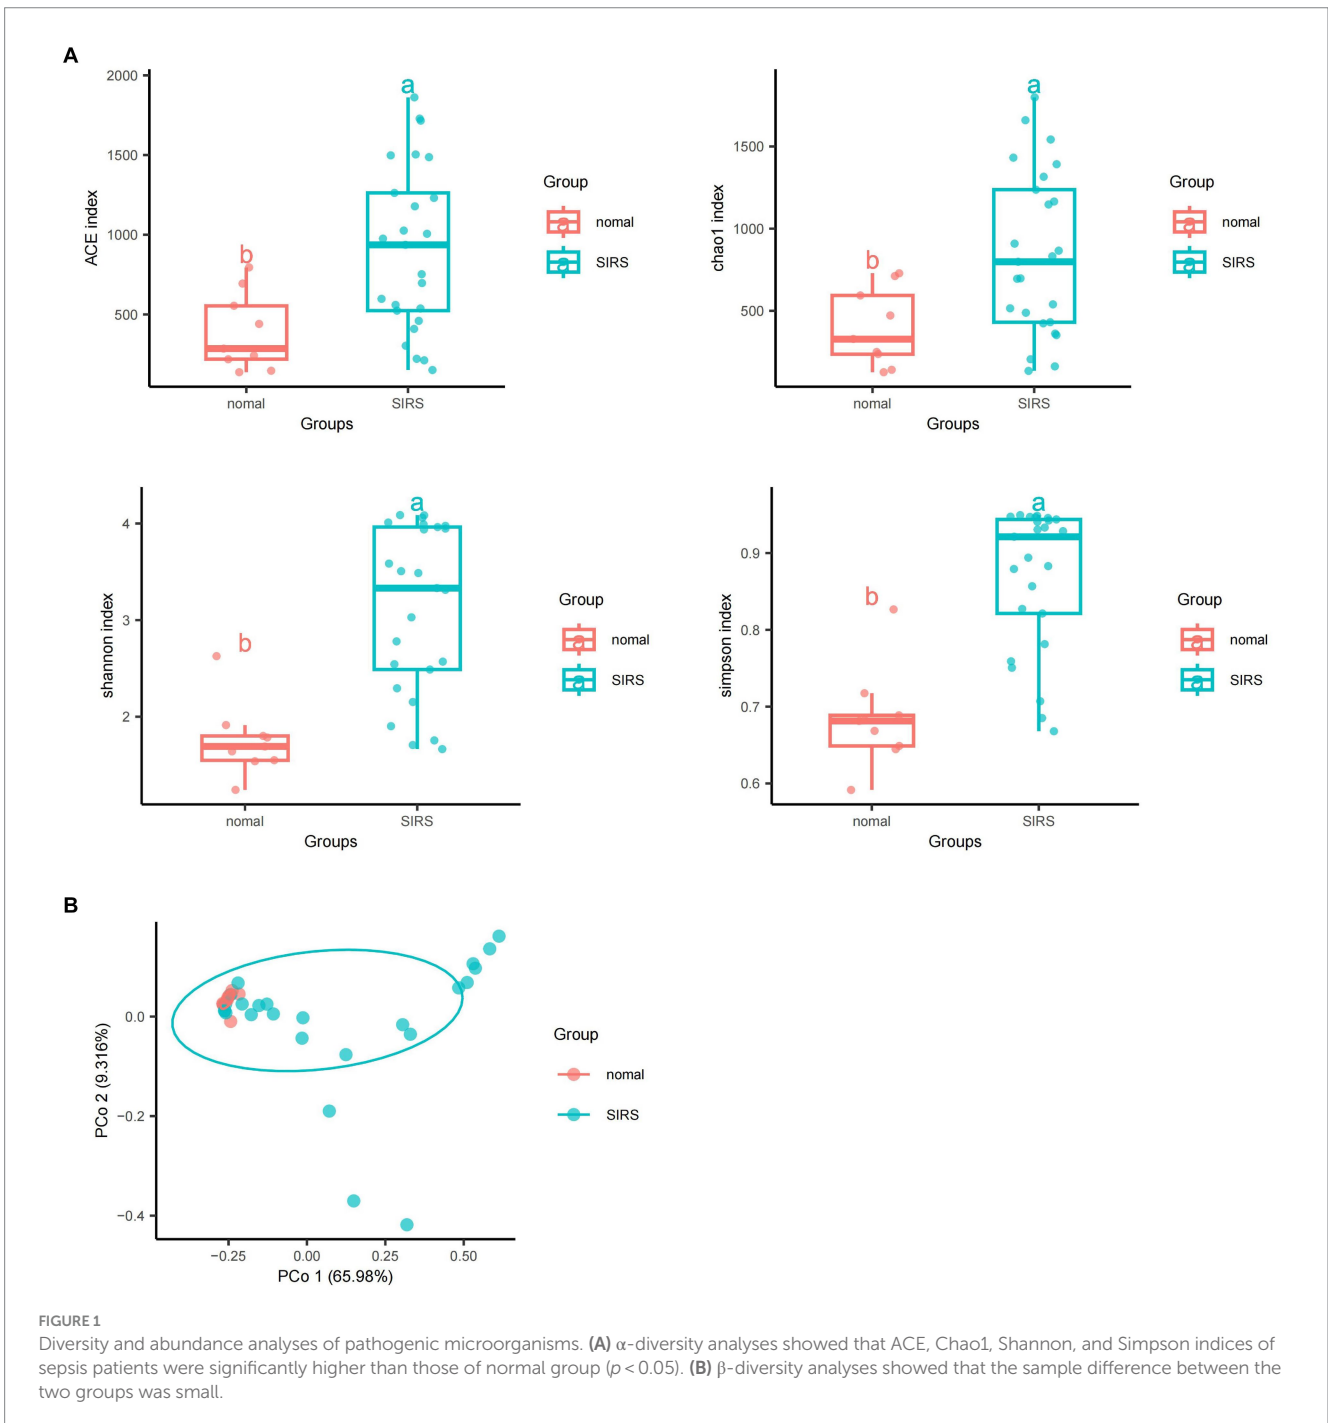 A
ACE index
2000
1500
1000
500
b
a
nomal
SIRS
Groups
Group
a nomal
a SIRS
chao1 index
1500
1000
500
b
a
nomal
SIRS
Groups
Group
a nomal
a SIRS
shannon index
4
3
2
b
a
nomal
SIRS
Groups
Group
a nomal
a SIRS
simpson index
0.9
0.8
0.7
0.6
b
a
nomal
SIRS
Groups
Group
a nomal
a SIRS
B
PCo 2 (9.316%)
0.0
−0.2
−0.4
−0.25 0.00 0.25 0.50
PCo 1 (65.98%)
Group
nomal
SIRS
FIGURE 1
Diversity and abundance analyses of pathogenic microorganisms. (A) α-diversity analyses showed that ACE, Chao1, Shannon, and Simpson indices of
sepsis patients were significantly higher than those of normal group (p < 0.05). (B) β-diversity analyses showed that the sample difference between the
two groups was small.